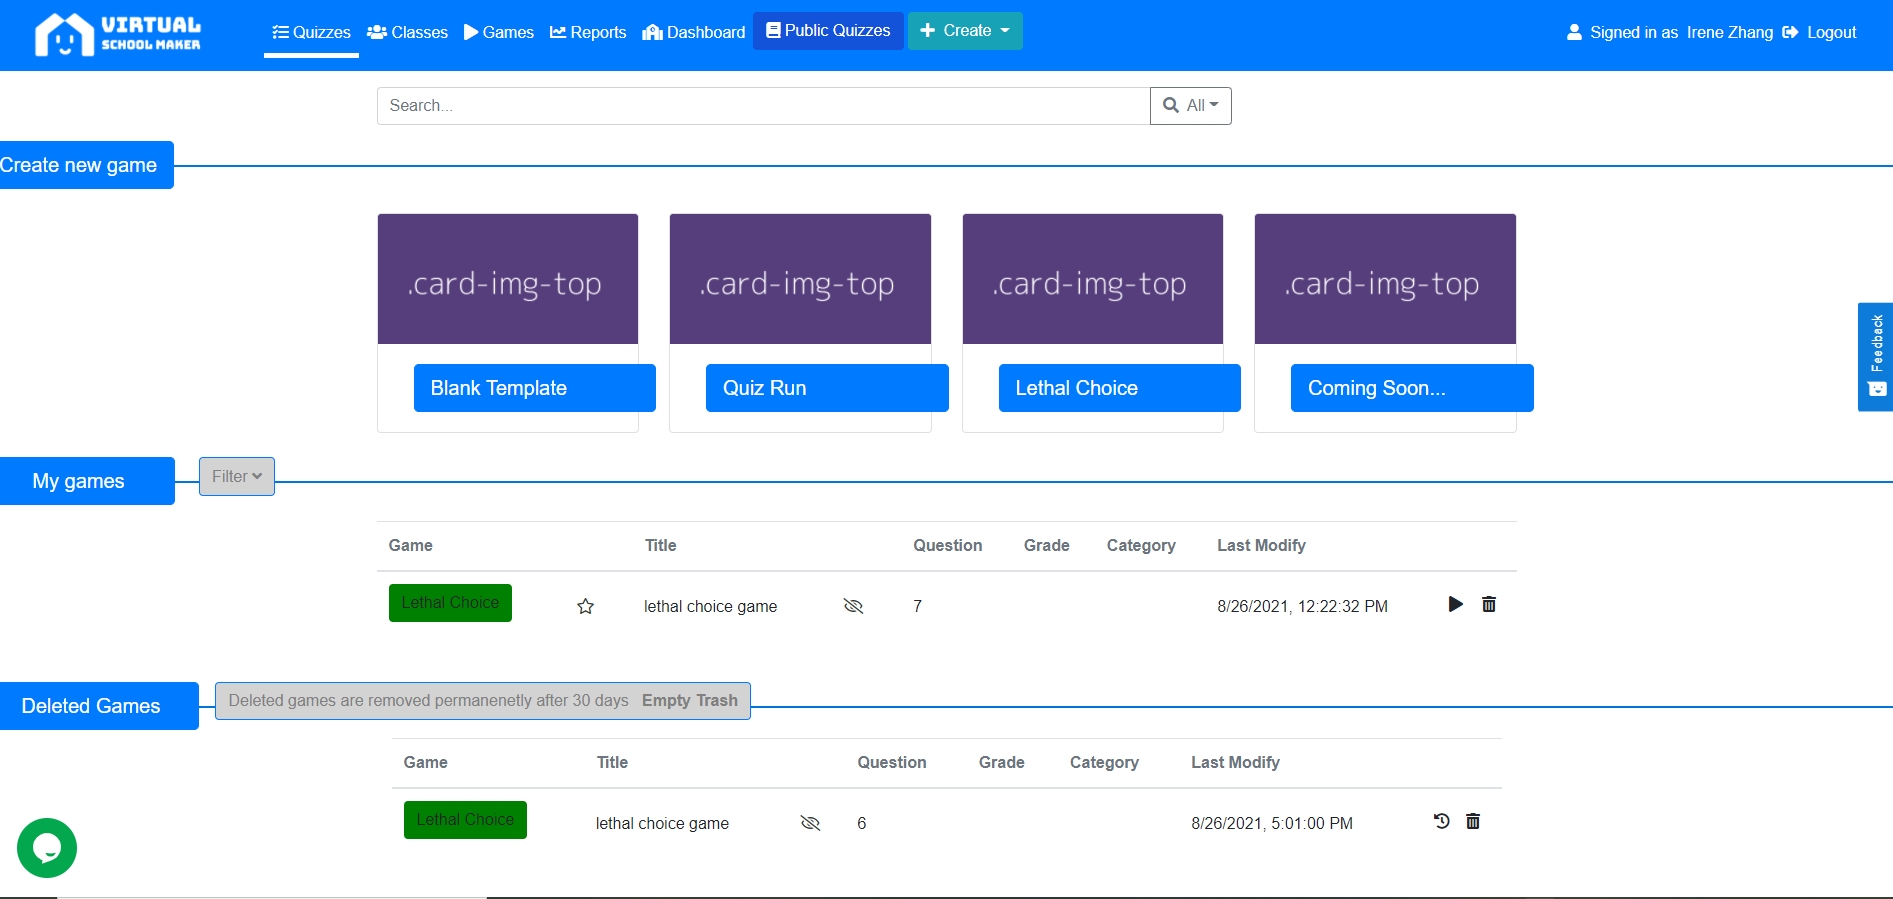 VIRTUAL
SCHOOL MAKER
Quizzes Classes Games Reports Dashboard Public Quizzes Create Signed in as Irene Zhang Logout
Search... All
Create new game
.card-img-top .card-img-top .card-img-top .card-img-top
Feedback
Blank Template Quiz Run Lethal Choice Coming Soon...
My games Filter
Game Title Question Grade Category Last Modify
Lethal Choice lethal choice game 7 8/26/2021, 12:22:32 PM
Deleted Games Deleted games are removed permanenetly after 30 days Empty Trash
Game Title Question Grade Category Last Modify
Lethal Choice lethal choice game 6 8/26/2021, 5:01:00 PM